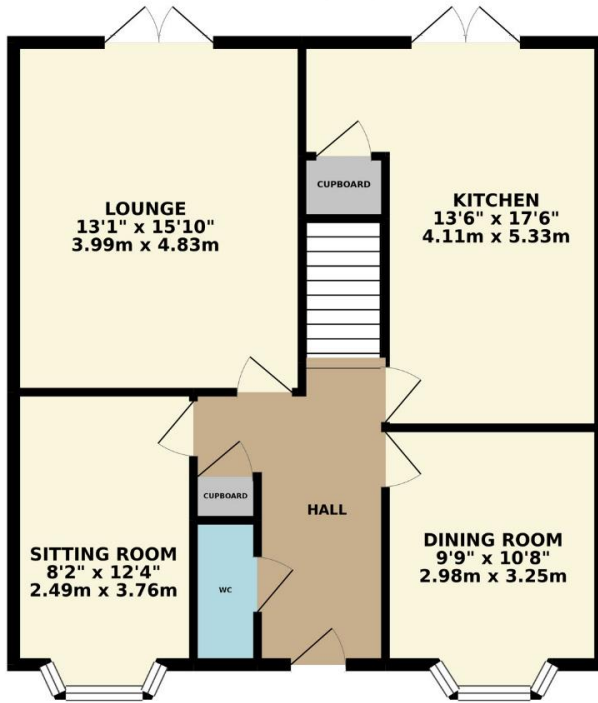 LOUNGE
13'1" x 15'10"
3.99m x 4.83m
CUPBOARD
KITCHEN
13'6" x 17'6"
4.11m x 5.33m
CUPBOARD
HALL
SITTING ROOM
8'2" x 12'4"
2.49m x 3.76m
WC
DINING ROOM
9'9" x 10'8"
2.98m x 3.25m